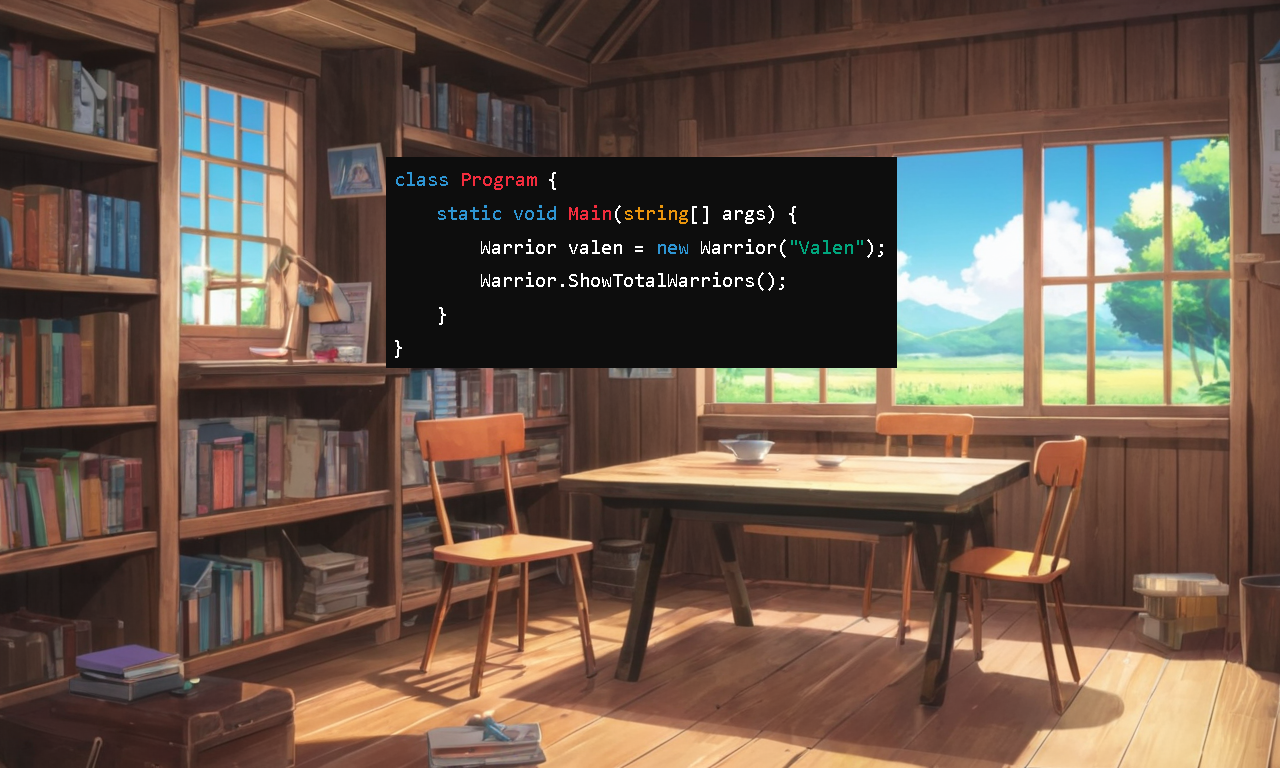 class Program {
    static void Main(string[] args) {
        Warrior valen = new Warrior("Valen");
        Warrior.ShowTotalWarriors();
    }
}